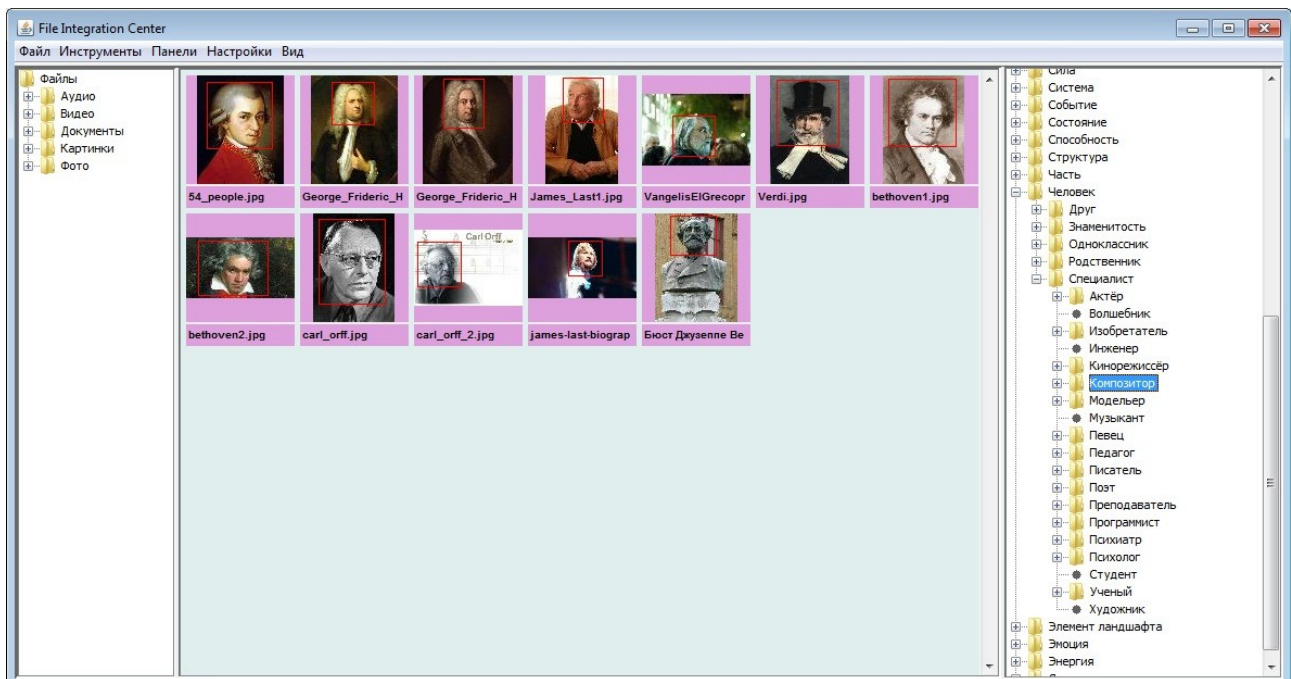 File Integration Center
Файл Инструменты Панели Настройки Вид
Файлы
Аудио
Видео
Документы
Картинки
Фото
54_people.jpg George_Frideric_H George_Frideric_H James_Last1.jpg VangelisElGrecopr Verdi.jpg bethoven1.jpg
Carl Orff
bethoven2.jpg carl_orff.jpg carl_orff_2.jpg james-last-biograp Бюст Джузеппе Ве
Сила
Система
Событие
Состояние
Способность
Структура
Часть
Человек
Друг
Знаменитость
Одноклассник
Родственник
Специалист
Актёр
Волшебник
Изобретатель
Инженер
Кинорежиссёр
Композитор
Модельер
Музыкант
Певец
Педагог
Писатель
Поэт
Преподаватель
Программист
Психиатр
Психолог
Студент
Ученый
Художник
Элемент ландшафта
Эмоция
Энергия